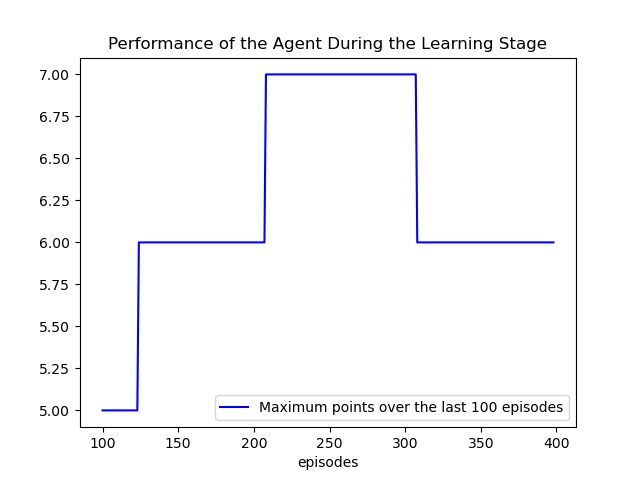 Performance of the Agent During the Learning Stage
7.00
6.75
6.50
6.25
6.00
5.75
5.50
5.25
5.00
Maximum points over the last 100 episodes
100 150 200 250 300 350 400
episodes